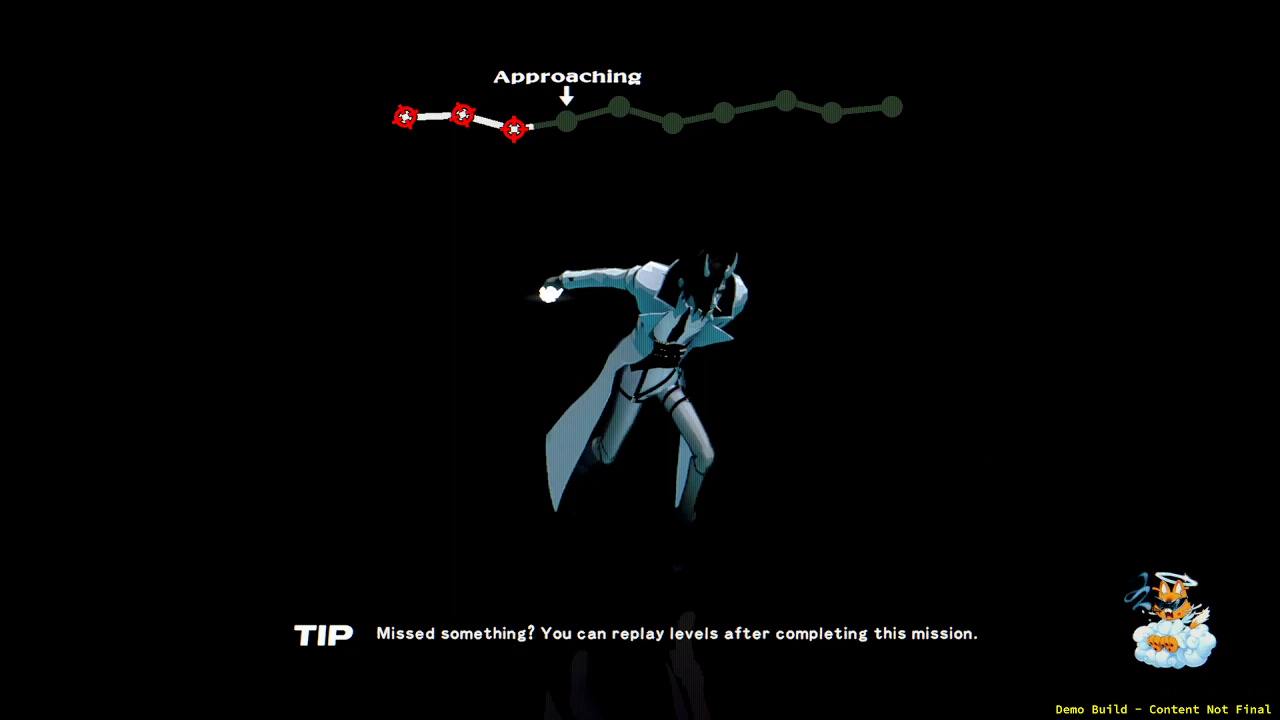 Approaching
TIP Missed something? You can replay levels after completing this mission.
Demo Build - Content Not Final